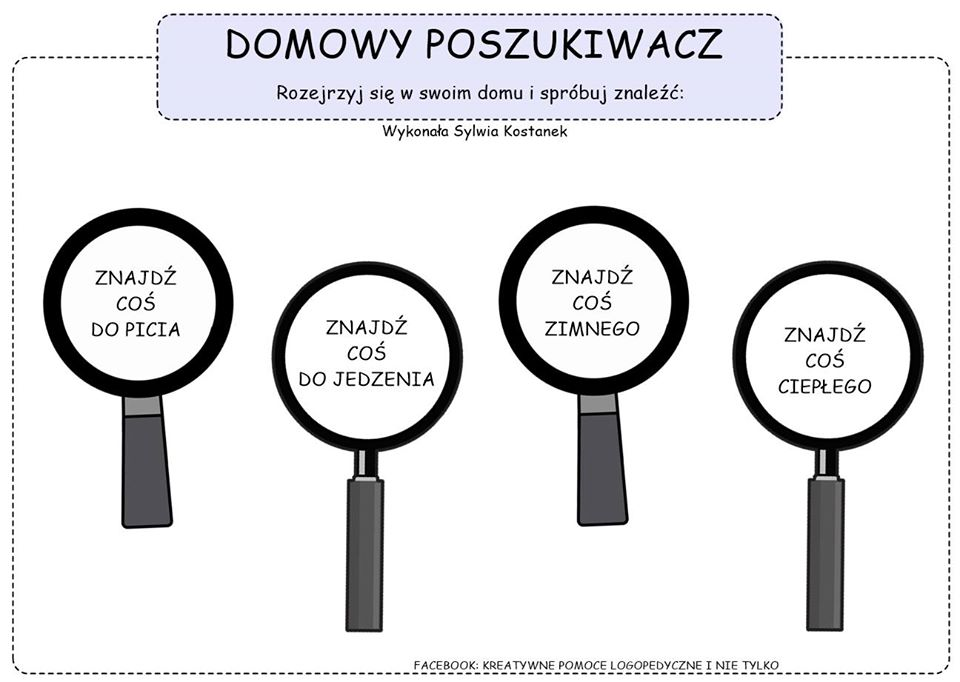 DOMOWY POSZUKIWACZ
Rozejrzyj się w swoim domu i spróbuj znaleźć:
Wykonała Sylwia Kostanek
ZNAJDŹ
COŚ
DO PICIA
ZNAJDŹ
COŚ
DO JEDZENIA
ZNAJDŹ
COŚ
ZIMNEGO
ZNAJDŹ
COŚ
CIEPŁEGO
FACEBOOK: KREATYWNE POMOCE LOGOPEDYCZNE I NIE TYLKO